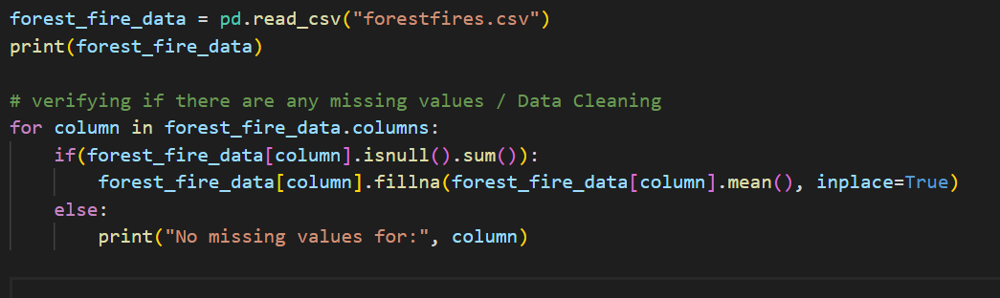 forest_fire_data = pd.read_csv("forestfires.csv")
print(forest_fire_data)
# verifying if there are any missing values / Data Cleaning
for column in forest_fire_data.columns:
    if(forest_fire_data[column].isnull().sum()):
        forest_fire_data[column].fillna(forest_fire_data[column].mean(), inplace=True)
    else:
        print("No missing values for:", column)